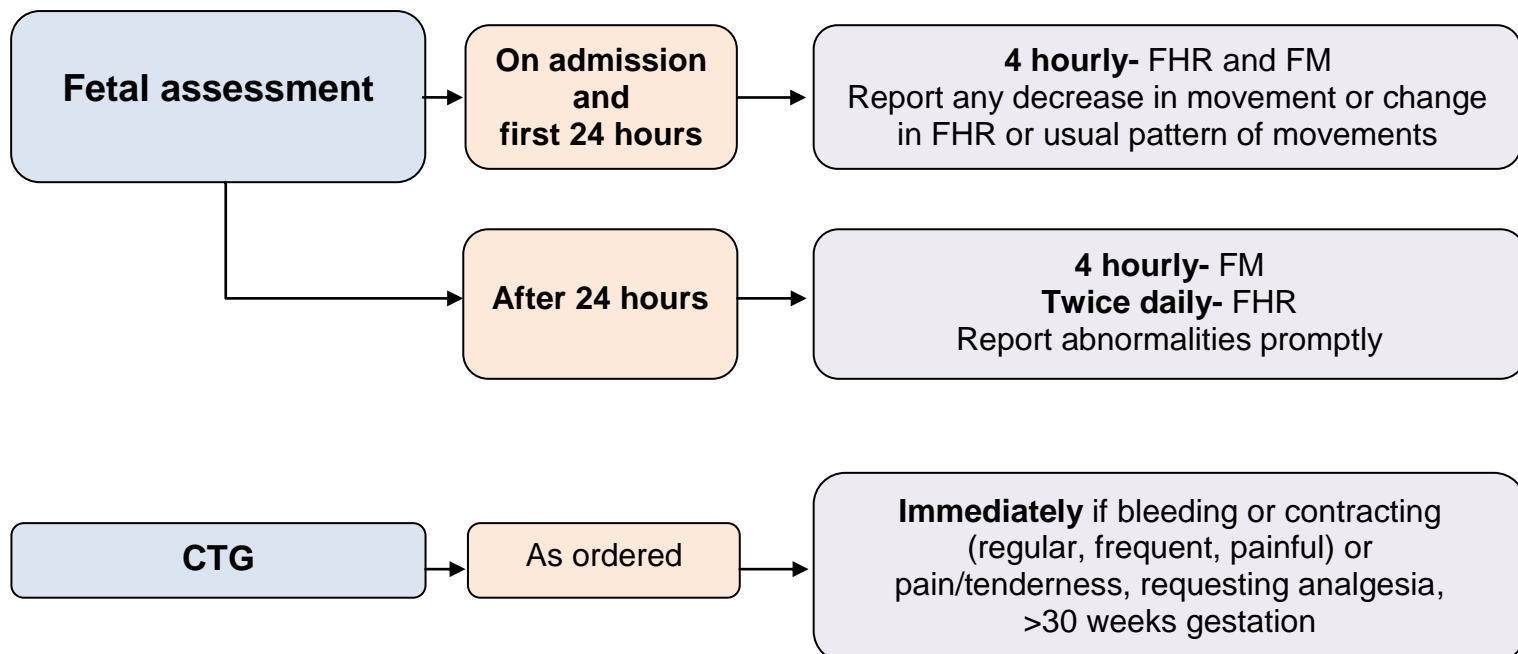 Fetal assessment
On admission
and
first 24 hours
4 hourly- FHR and FM
Report any decrease in movement or change
in FHR or usual pattern of movements
After 24 hours
4 hourly- FM
Twice daily- FHR
Report abnormalities promptly
CTG
As ordered
Immediately if bleeding or contracting
(regular, frequent, painful) or
pain/tenderness, requesting analgesia,
>30 weeks gestation